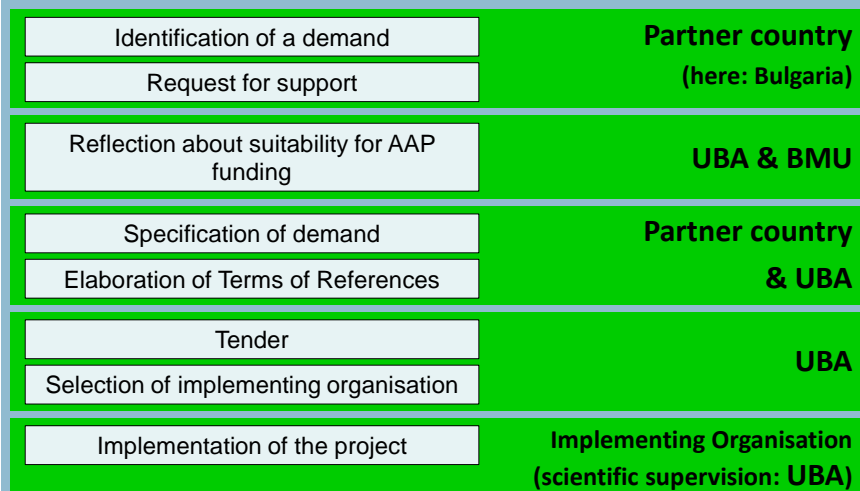 Identification of a demand
Request for support
Partner country
(here: Bulgaria)
Reflection about suitability for AAP
funding
UBA & BMU
Specification of demand
Elaboration of Terms of References
Partner country
& UBA
Tender
Selection of implementing organisation
UBA
Implementation of the project
Implementing Organisation
(scientific supervision: UBA)